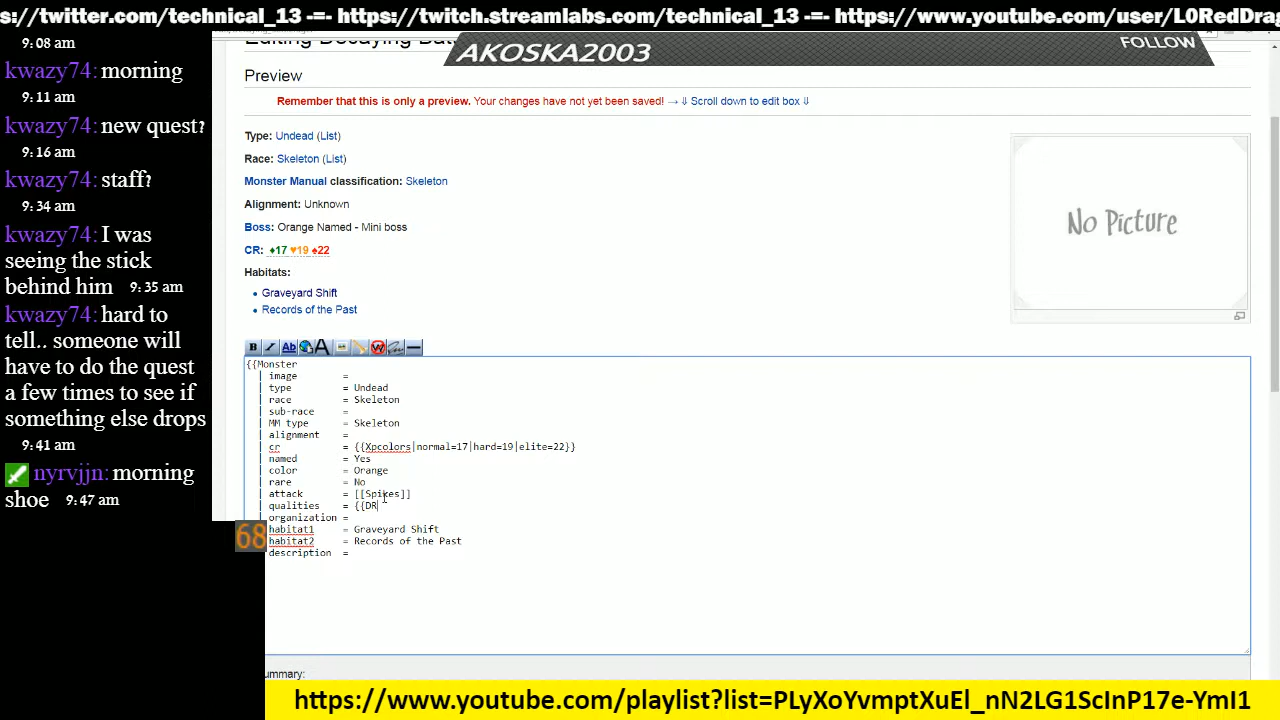 s://twitter.com/technical_13 -=- https://twitch.streamlabs.com/technical_13 -=- https://www.youtube.com/user/L0RedDrag
AKOSKA2003
FOLLOW
9:08 am
kwazy74: morning
9:11 am
kwazy74: new quest?
9:16 am
kwazy74: staff?
9:34 am
kwazy74: I was
seeing the stick
behind him 9:35 am
kwazy74: hard to
tell.. someone will
have to do the quest
a few times to see if
something else drops
9:41 am
nyrvjjn: morning
shoe 9:47 am
Editing Decaying
Preview
Remember that this is only a preview. Your changes have not yet been saved! → ⇓ Scroll down to edit box ⇓
Type: Undead (List)
Race: Skeleton (List)
Monster Manual classification: Skeleton
Alignment: Unknown
Boss: Orange Named - Mini boss
CR: ♦17 ♥19 ♠22
Habitats:
• Graveyard Shift
• Records of the Past
No Picture
{{Monster
| image =
| type = Undead
| race = Skeleton
| sub-race =
| MM type = Skeleton
| alignment =
| cr = {{Xpcolors|normal=17|hard=19|elite=22}}
| named = Yes
| color = Orange
| rare = No
| attack = [[Spikes]]
| qualities = {{DR
organization =
habitat1 = Graveyard Shift
habitat2 = Records of the Past
description =
68
ummary:
https://www.youtube.com/playlist?list=PLyXoYvmptXuEl_nN2LG1ScInP17e-YmI1